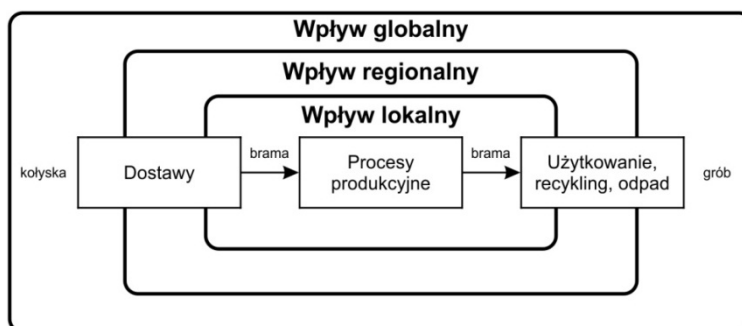 Wpływ globalny
Wpływ regionalny
Wpływ lokalny
kołyska
Dostawy
brama
Procesy
produkcyjne
brama
Użytkowanie,
recykling, odpad
grób